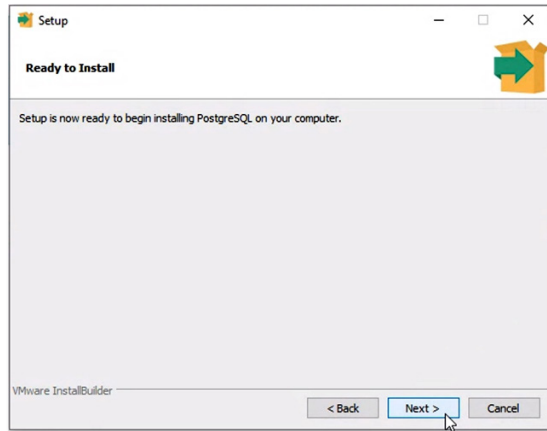 Setup
Ready to Install
Setup is now ready to begin installing PostgreSQL on your computer.
VMware InstallBuilder
< Back
Next >
Cancel